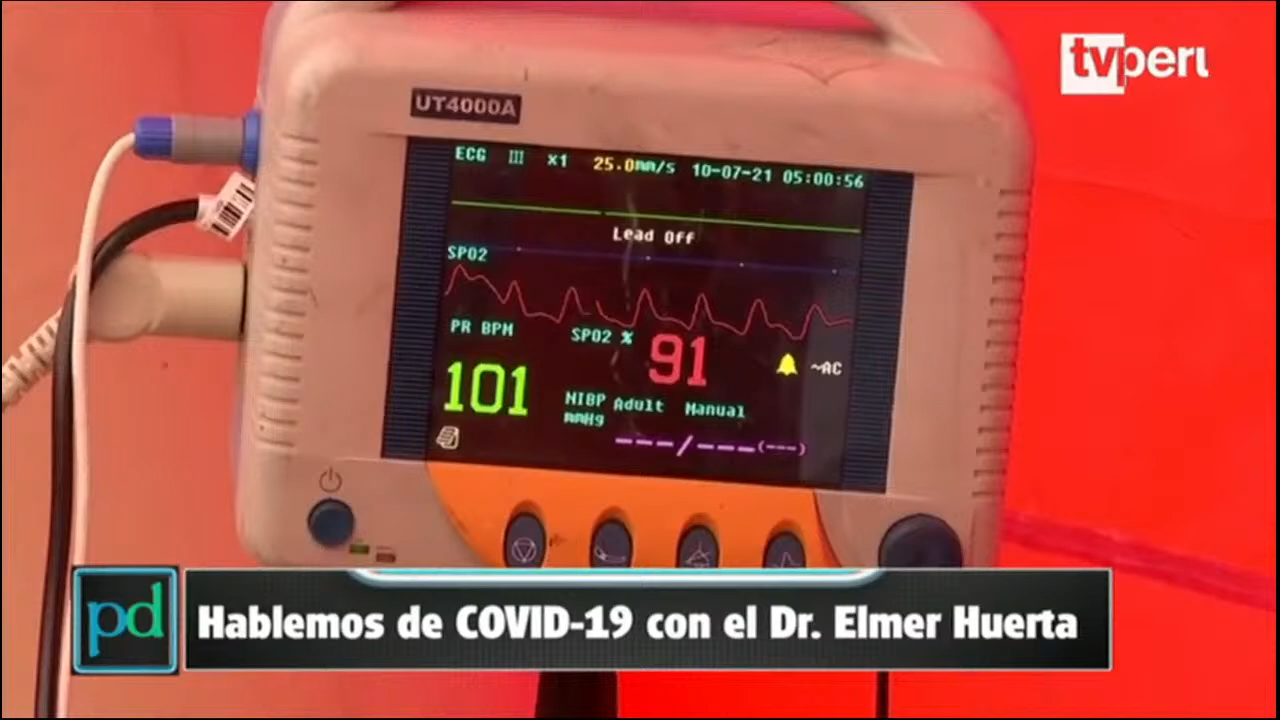 tvperu
UT4000A
ECG III X1 25.0mm/s 10-07-21 05:00:56
Lead Off
SPO2
PR BPM SPO2 % 91 ~AC
101
NIBP Adult Manual
mmHg
---/---(---)
pd
Hablemos de COVID-19 con el Dr. Elmer Huerta